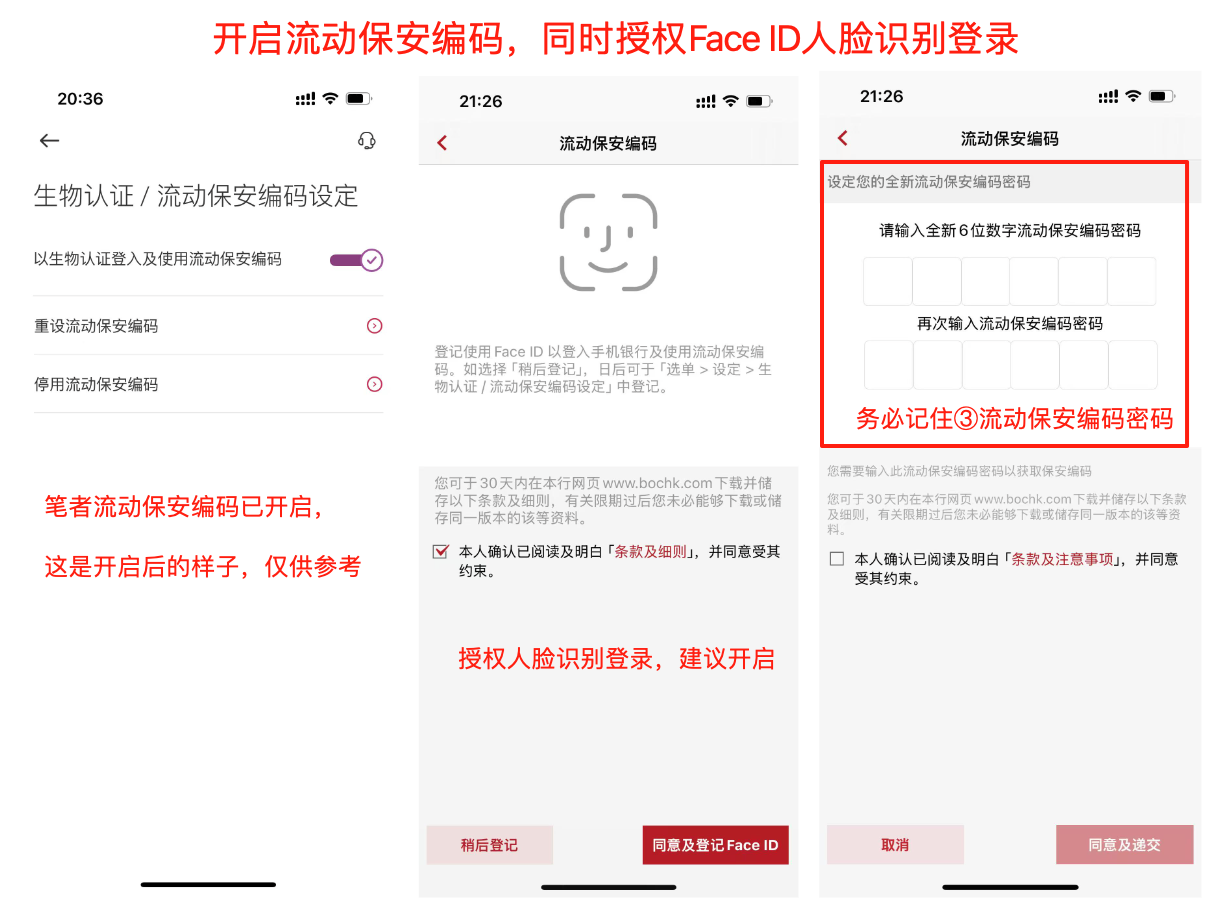 开启流动保安编码，同时授权Face ID人脸识别登录
20:36
生物认证 / 流动保安编码设定
以生物认证登入及使用流动保安编码
重设流动保安编码
停用流动保安编码
笔者流动保安编码已开启，
这是开启后的样子，仅供参考
21:26
流动保安编码
登记使用 Face ID 以登入手机银行及使用流动保安编
码。如选择「稍后登记」，日后可于「选单 > 设定 > 生
物认证 / 流动保安编码设定」中登记。
您可于 30 天内在本行网页 www.bochk.com 下载并储
存以下条款及细则，有关限期过后您未必能够下载或储
存同一版本的该等资料。
本人确认已阅读及明白「条款及细则」，并同意受其
约束。
授权人脸识别登录，建议开启
稍后登记
同意及登记 Face ID
21:26
流动保安编码
设定您的全新流动保安编码密码
请输入全新 6 位数字流动保安编码密码
再次输入流动保安编码密码
务必记住③流动保安编码密码
您需要输入此流动保安编码密码以获取保安编码
您可于 30 天内在本行网页 www.bochk.com 下载并储存以下条款
及细则，有关限期过后您未必能够下载或储存同一版本的该等资
料。
本人确认已阅读及明白「条款及注意事项」，并同意
受其约束。
取消
同意及递交